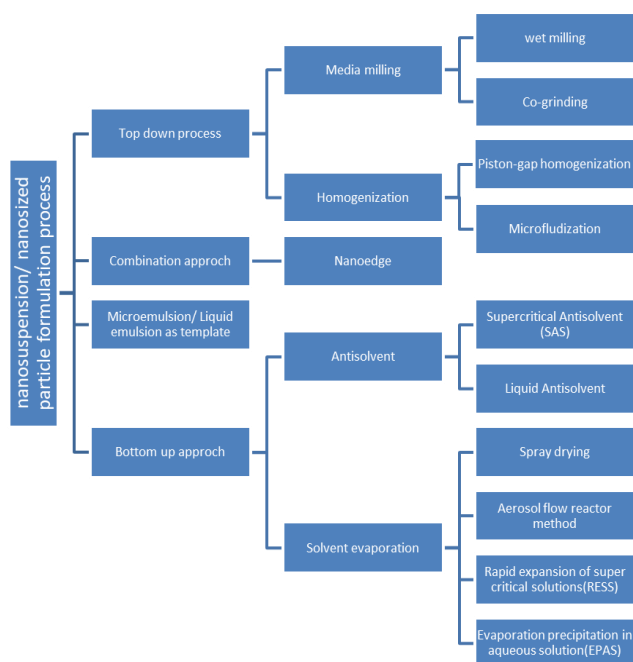 nanosuspension/ nanosized
particle formulation process
Top down process
Media milling
wet milling
Co-grinding
Homogenization
Piston-gap homogenization
Microfludization
Combination approch
Nanoedge
Microemulsion/ Liquid
emulsion as template
Bottom up approch
Antisolvent
Supercritical Antisolvent
(SAS)
Liquid Antisolvent
Solvent evaporation
Spray drying
Aerosol flow reactor
method
Rapid expansion of super
critical solutions(RESS)
Evaporation precipitation in
aqueous solution(EPAS)